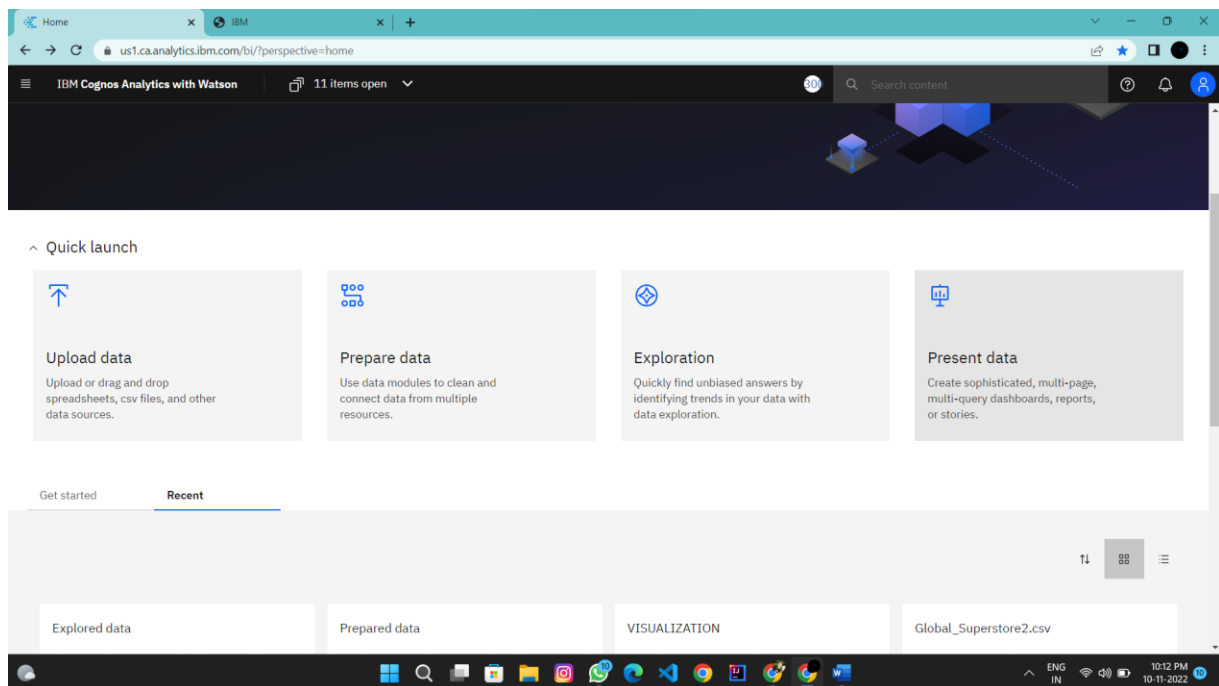 Home
IBM
us1.ca.analytics.ibm.com/bi/?perspective=home
IBM Cognos Analytics with Watson
11 items open
30
Search content
Quick launch
Upload data
Upload or drag and drop
spreadsheets, csv files, and other
data sources.
Prepare data
Use data modules to clean and
connect data from multiple
resources.
Exploration
Quickly find unbiased answers by
identifying trends in your data with
data exploration.
Present data
Create sophisticated, multi-page,
multi-query dashboards, reports,
or stories.
Get started
Recent
Explored data
Prepared data
VISUALIZATION
Global_Superstore2.csv
10
ENG
IN
10:12 PM
10-11-2022
10